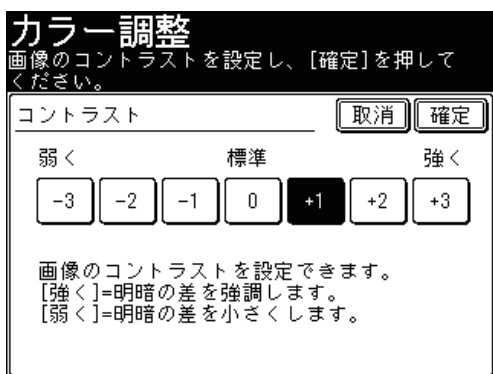 カラー調整
画像のコントラストを設定し、[確定]を押して
ください。
コントラスト 取消 確定
弱く 標準 強く
-3 -2 -1 0 +1 +2 +3
画像のコントラストを設定できます。
[強く]=明暗の差を強調します。
[弱く]=明暗の差を小さくします。